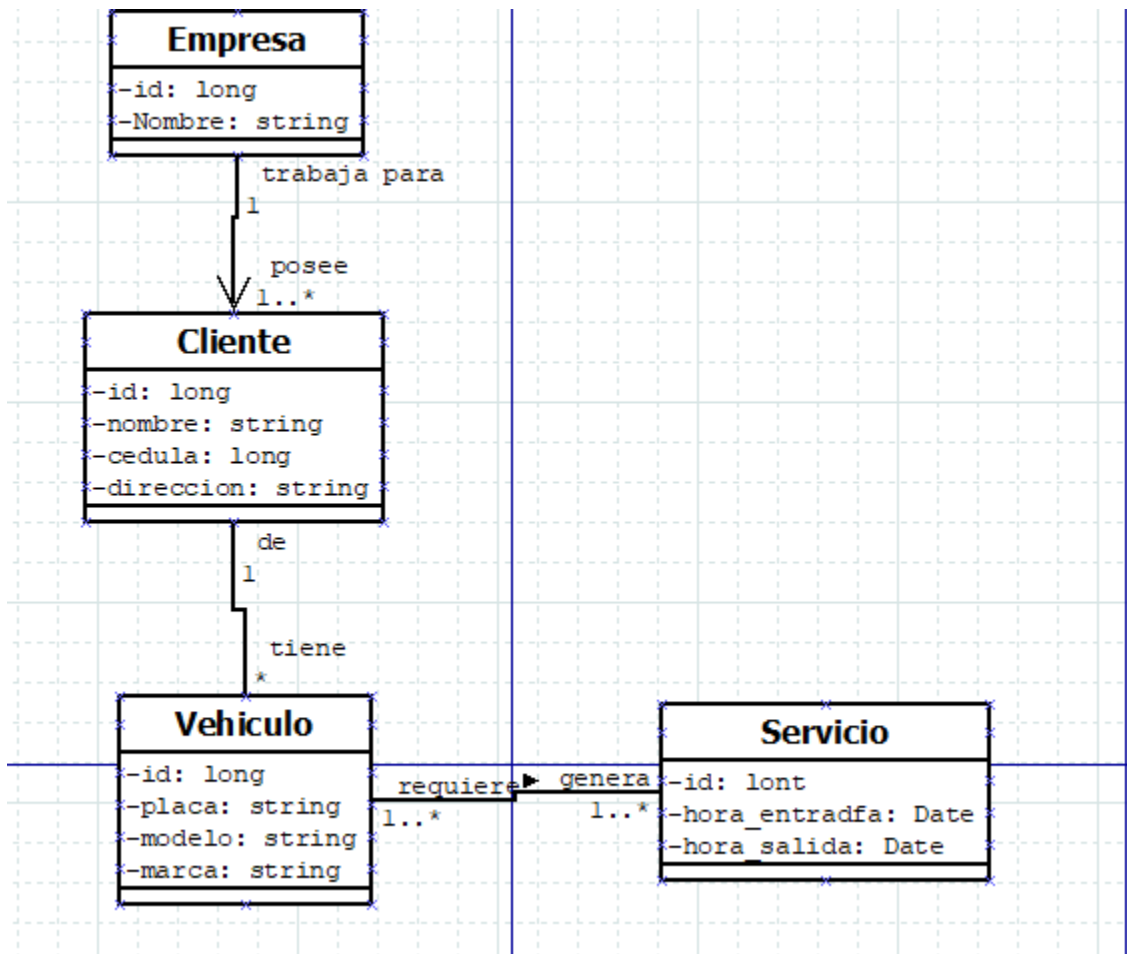 Empresa
-id: long
-Nombre: string
trabaja para
1
posee
1..*
Cliente
-id: long
-nombre: string
-cedula: long
-direccion: string
de
1
tiene
*
Vehiculo
-id: long
-placa: string
-modelo: string
-marca: string
requiere
1..*
genera
1..*
Servicio
-id: lont
-hora_entradfa: Date
-hora_salida: Date